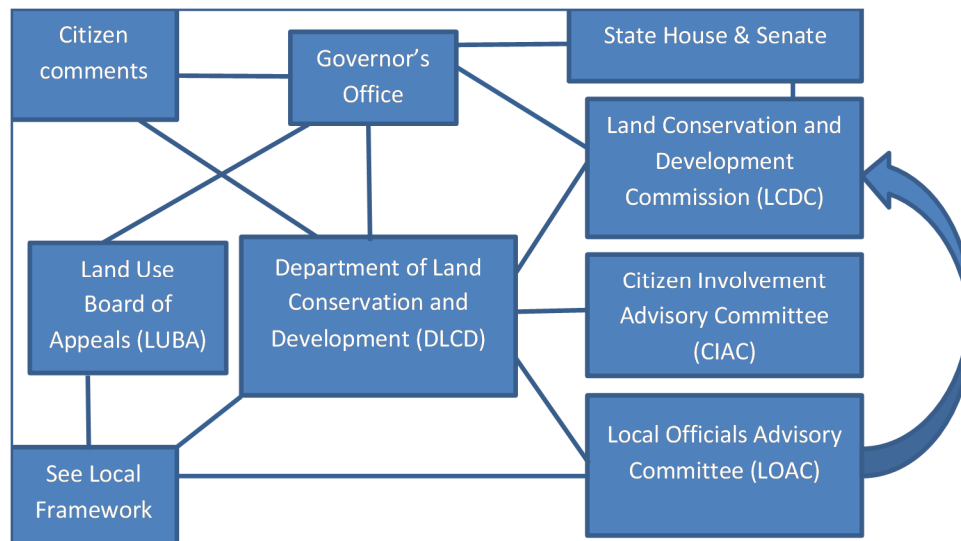 Citizen
comments
Governor's
Office
State House & Senate
Land Conservation and
Development
Commission (LCDC)
Land Use
Board of
Appeals (LUBA)
Department of Land
Conservation and
Development (DLCD)
Citizen Involvement
Advisory Committee
(CIAC)
See Local
Framework
Local Officials Advisory
Committee (LOAC)